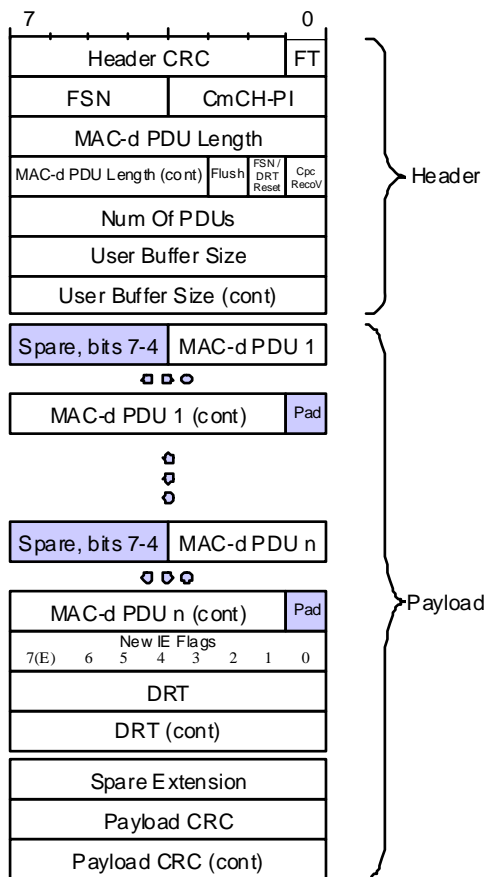 7 0
Header CRC FT
FSN CmCH-PI
MAC-d PDU Length
MAC-d PDU Length (cont) Flush FSN / DRT Reset Cpc RecoV
Header
Num Of PDUs
User Buffer Size
User Buffer Size (cont)
Spare, bits 7-4 MAC-d PDU 1
MAC-d PDU 1 (cont) Pad
Spare, bits 7-4 MAC-d PDU n
MAC-d PDU n (cont) Pad
Payload
New IE Flags
7(E) 6 5 4 3 2 1 0
DRT
DRT (cont)
Spare Extension
Payload CRC
Payload CRC (cont)